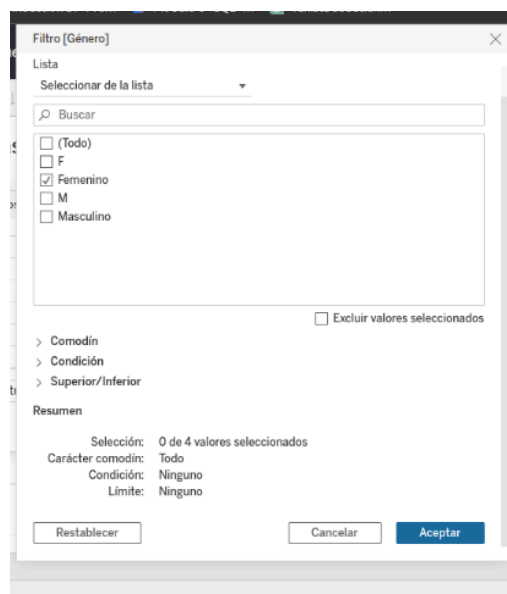 Filtro [Género]
Lista
Seleccionar de la lista
Buscar
(Todo)
F
Femenino
M
Masculino
Excluir valores seleccionados
Comodín
Condición
Superior/Inferior
Resumen
Selección: 0 de 4 valores seleccionados
Carácter comodín: Todo
Condición: Ninguno
Límite: Ninguno
Restablecer Cancelar Aceptar